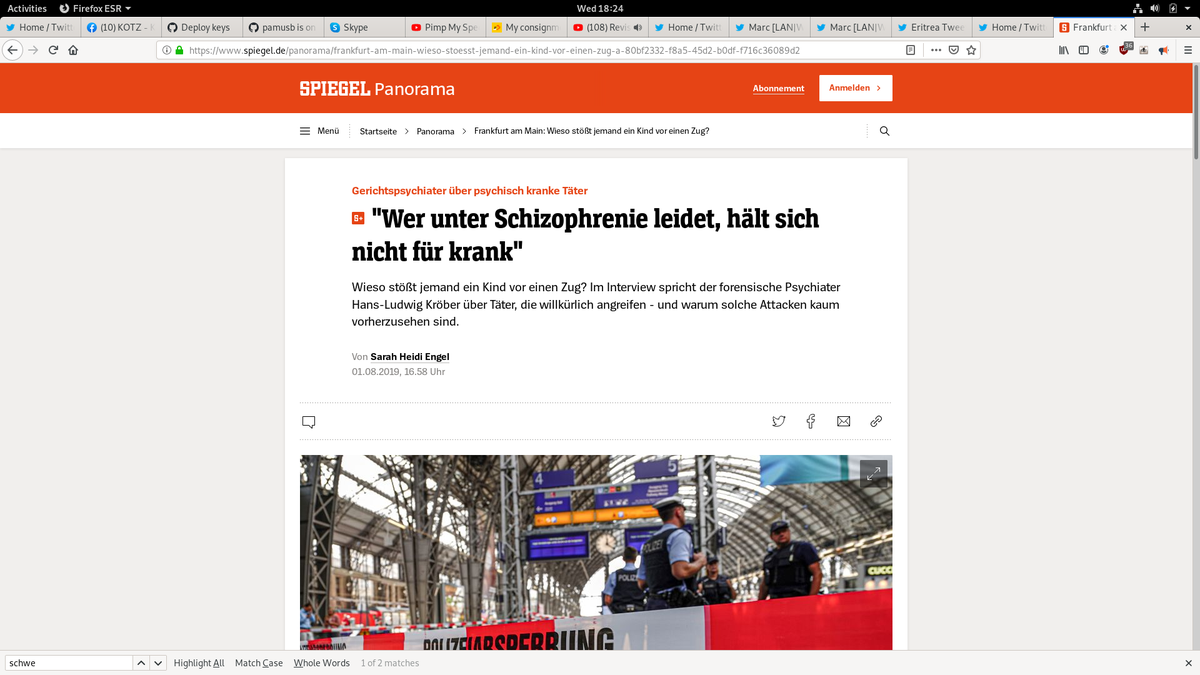 Activities
Firefox ESR
Wed 18:24
Home / Twitt
(10) KOTZ – K
Deploy keys
pamusb is on
Skype
Pimp My Spe
My consignm
(108) Revis
Home / Twitt
Marc [LAN]V
Marc [LAN]V
Eritrea Twee
Home / Twitt
Frankfurt
https://www.spiegel.de/panorama/frankfurt-am-main-wieso-stoesst-jemand-ein-kind-vor-einen-zug-a-80bf2332-f8a5-45d2-b0df-f716c36089d2
36
SPIEGEL Panorama
Abonnement
Anmelden
Menü
Startseite
Panorama
Frankfurt am Main: Wieso stößt jemand ein Kind vor einen Zug?
Gerichtspsychiater über psychisch kranke Täter
S+ "Wer unter Schizophrenie leidet, hält sich
nicht für krank"
Wieso stößt jemand ein Kind vor einen Zug? Im Interview spricht der forensische Psychiater
Hans-Ludwig Kröber über Täter, die willkürlich angreifen - und warum solche Attacken kaum
vorherzusehen sind.
Von Sarah Heidi Engel
01.08.2019, 16.58 Uhr
4
5
POLIZEI
POLIZEI
CUCC
POLIZEIABSPERRUNG
schwe
Highlight All
Match Case
Whole Words
1 of 2 matches